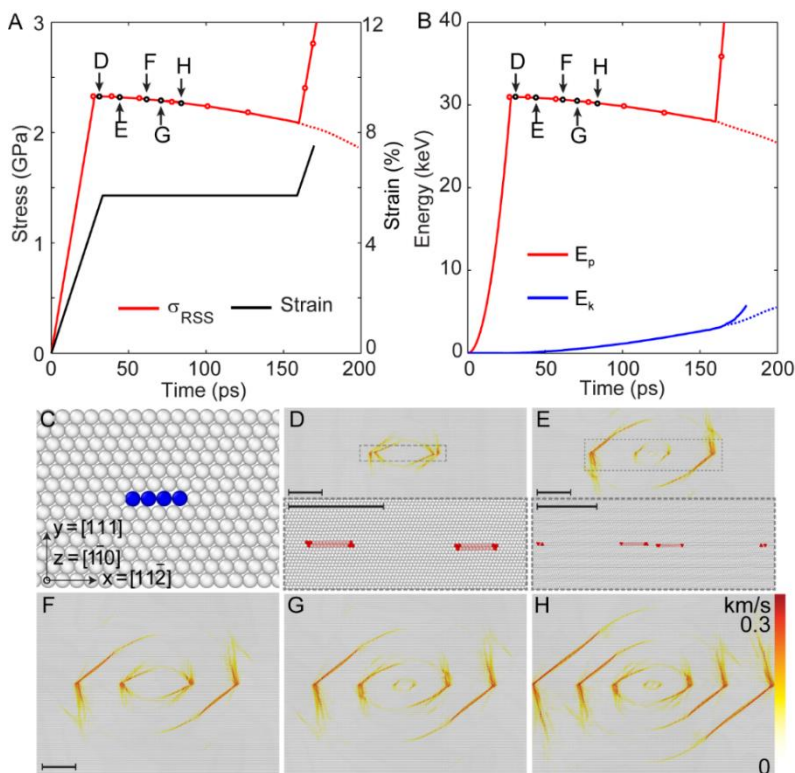 A
3
2
1
0
Stress (GPa)
12
8
4
0
Strain (%)
D
F
H
E
G
σRSS
Strain
0
50
100
150
200
Time (ps)
B
40
30
20
10
0
Energy (keV)
D
F
H
E
G
Ep
Ek
0
50
100
150
200
Time (ps)
C
y = [111]
z = [11̄0]
x = [112̄]
D
E
F
G
H
km/s
0.3
0